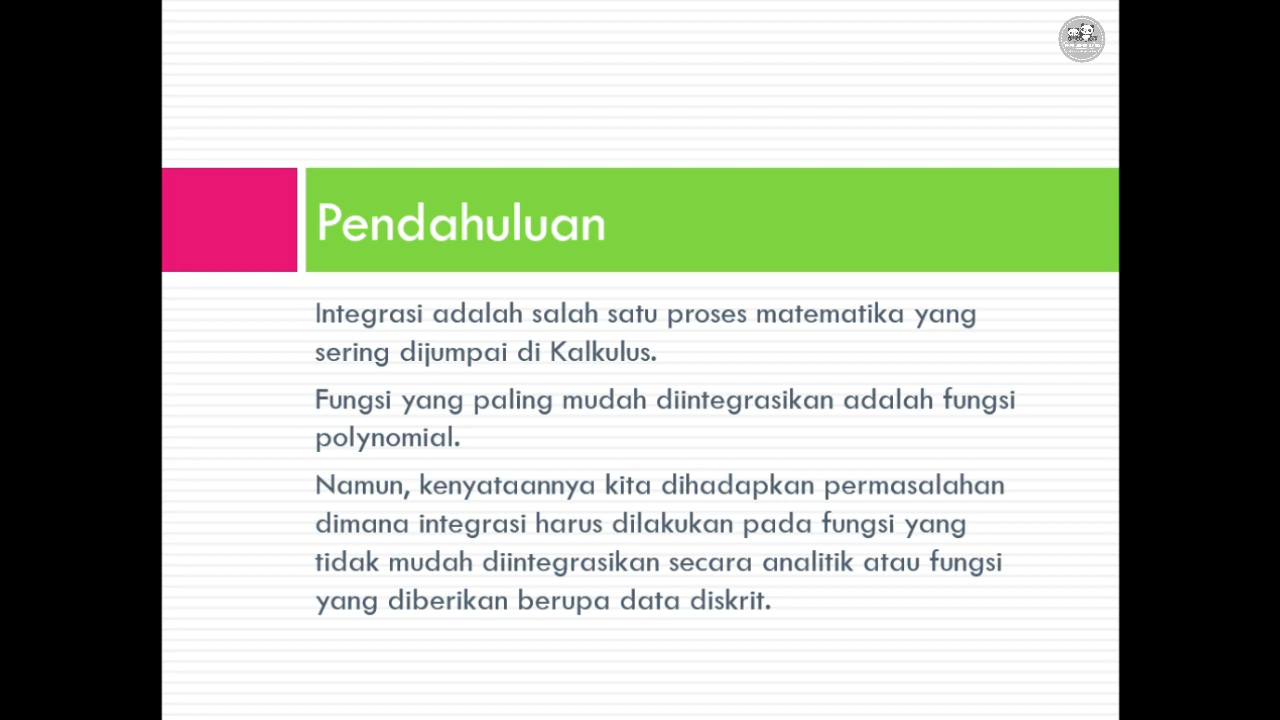 Pendahuluan
Integrasi adalah salah satu proses matematika yang
sering dijumpai di Kalkulus.
Fungsi yang paling mudah diintegrasikan adalah fungsi
polynomial.
Namun, kenyataannya kita dihadapkan permasalahan
dimana integrasi harus dilakukan pada fungsi yang
tidak mudah diintegrasikan secara analitik atau fungsi
yang diberikan berupa data diskrit.